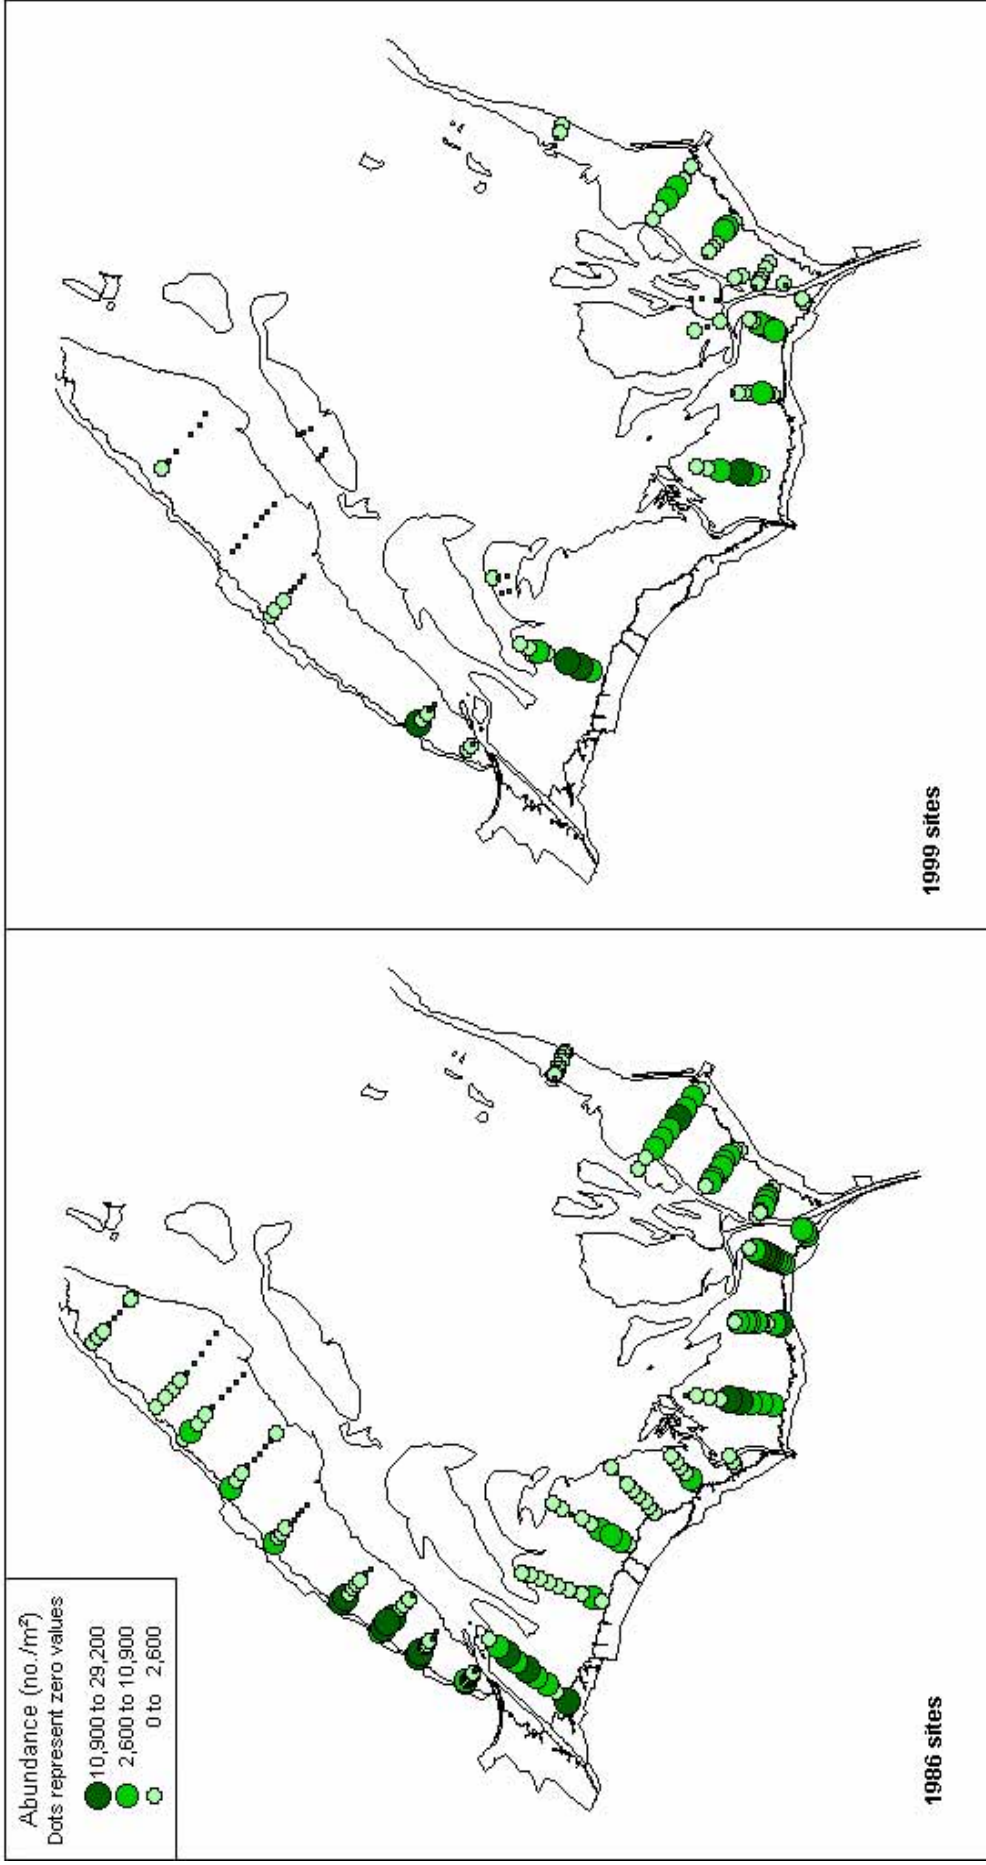 Abundance (no./m²)
Dots represent zero values
10,900 to 29,200
2,600 to 10,900
0 to 2,600
1986 sites
1999 sites